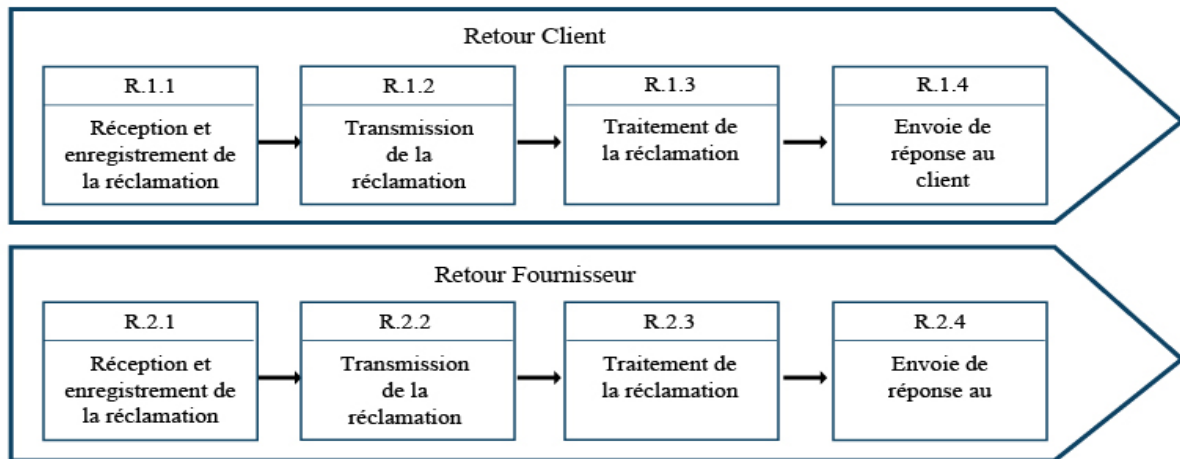 Retour Client
R.1.1
Réception et
enregistrement de
la réclamation
R.1.2
Transmission
de la
réclamation
R.1.3
Traitement de
la réclamation
R.1.4
Envoie de
réponse au
client
Retour Fournisseur
R.2.1
Réception et
enregistrement de
la réclamation
R.2.2
Transmission
de la
réclamation
R.2.3
Traitement de
la réclamation
R.2.4
Envoie de
réponse au